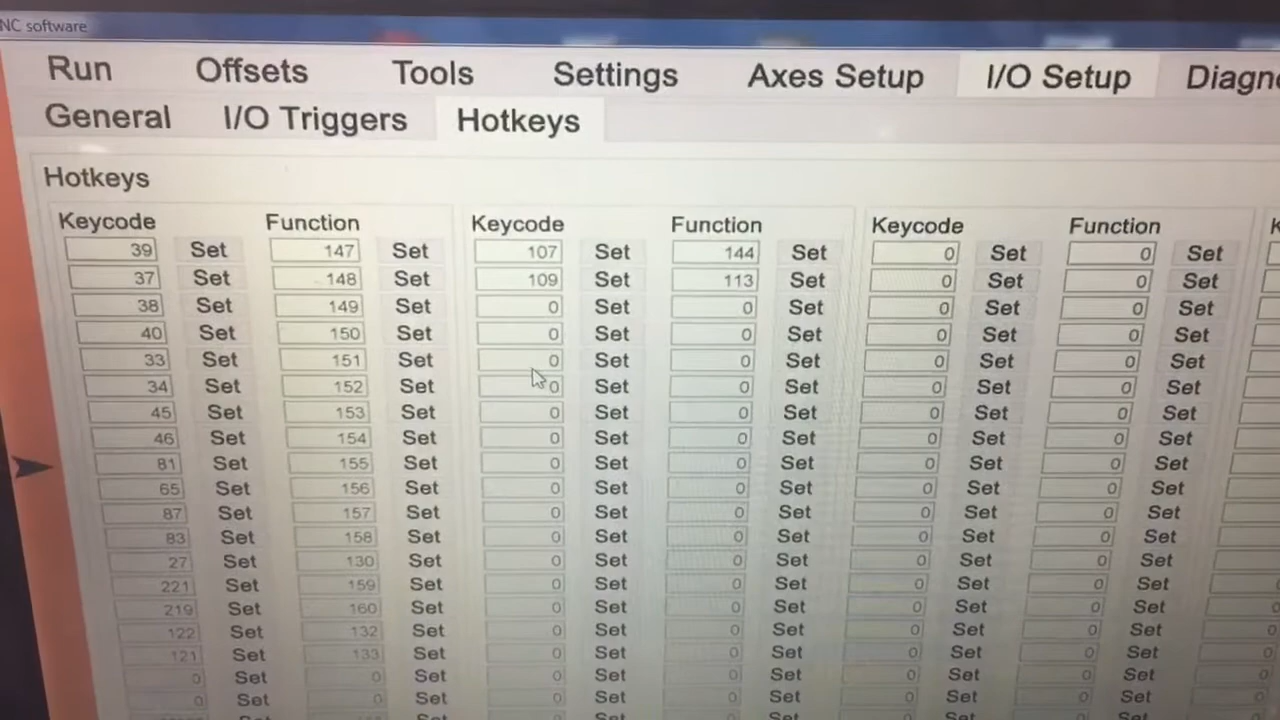 NC software
Run Offsets Tools Settings Axes Setup I/O Setup Diagn
General I/O Triggers Hotkeys
Hotkeys
Keycode Function Keycode Function Keycode Function K
39 Set 147 Set 107 Set 144 Set 0 Set 0 Set
37 Set 148 Set 109 Set 113 Set 0 Set 0 Set
38 Set 149 Set 0 Set 0 Set 0 Set 0 Set
40 Set 150 Set 0 Set 0 Set 0 Set 0 Set
33 Set 151 Set 0 Set 0 Set 0 Set 0 Set
34 Set 152 Set 0 Set 0 Set 0 Set 0 Set
45 Set 153 Set 0 Set 0 Set 0 Set 0 Set
46 Set 154 Set 0 Set 0 Set 0 Set 0 Set
81 Set 155 Set 0 Set 0 Set 0 Set 0 Set
65 Set 156 Set 0 Set 0 Set 0 Set 0 Set
87 Set 157 Set 0 Set 0 Set 0 Set 0 Set
83 Set 158 Set 0 Set 0 Set 0 Set 0 Set
27 Set 130 Set 0 Set 0 Set 0 Set 0 Set
221 Set 159 Set 0 Set 0 Set 0 Set 0 Set
219 Set 160 Set 0 Set 0 Set 0 Set 0 Set 0
122 Set 132 Set 0 Set 0 Set 0 Set 0 Set 0
121 Set 133 Set 0 Set 0 Set 0 Set 0 Set 0
0 Set 0 Set 0 Set 0 Set 0 Set 0 Set 0
0 Set 0 Set 0 Set 0 Set 0 Set 0 Set 0